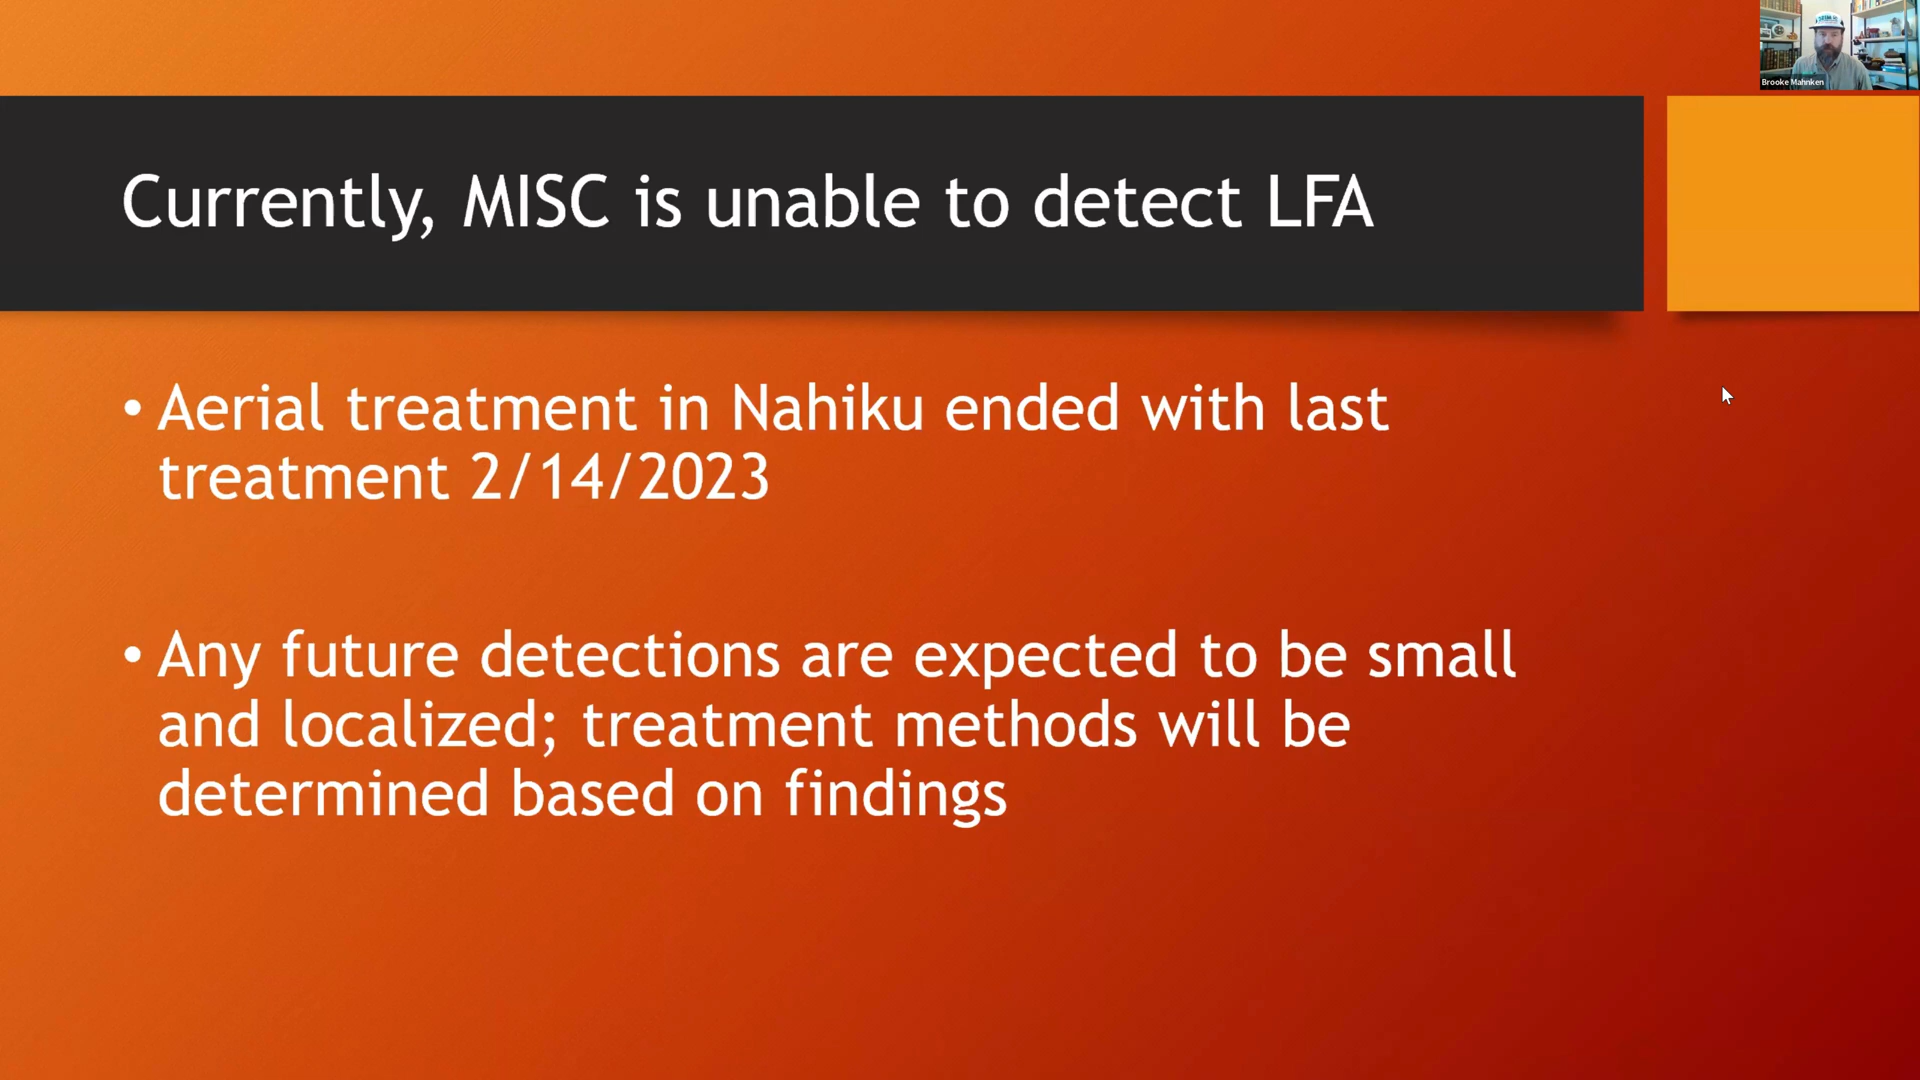 Brooke Mahnken
Currently, MISC is unable to detect LFA
• Aerial treatment in Nahiku ended with last
treatment 2/14/2023
• Any future detections are expected to be small
and localized; treatment methods will be
determined based on findings